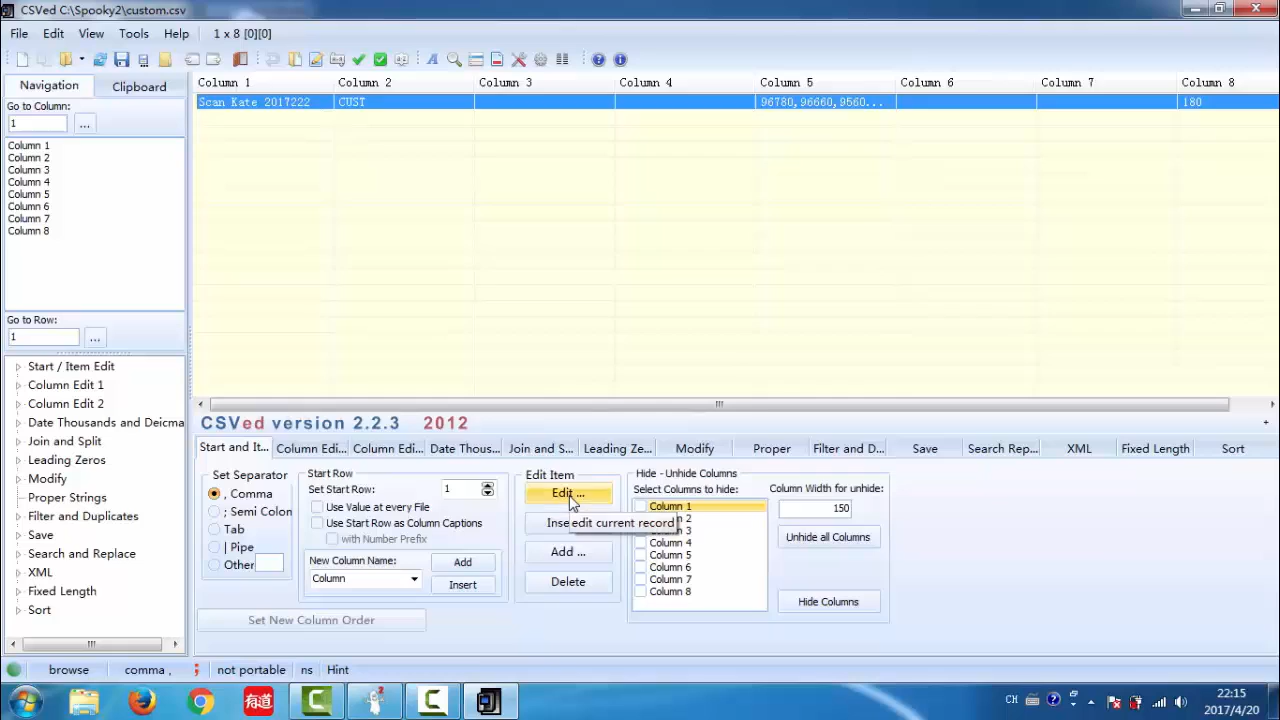 CSVed C:\Spooky2\custom.csv
File Edit View Tools Help 1 x 8 [0][0]
Navigation Clipboard
Go to Column:
1 ...
Column 1
Column 2
Column 3
Column 4
Column 5
Column 6
Column 7
Column 8
Go to Row:
1 ...
Start / Item Edit
Column Edit 1
Column Edit 2
Date Thousands and Deicma
Join and Split
Leading Zeros
Modify
Proper Strings
Filter and Duplicates
Save
Search and Replace
XML
Fixed Length
Sort
Column 1 Column 2 Column 3 Column 4 Column 5 Column 6 Column 7 Column 8
Scan Kate 2017222 CUST 96780,96660,9560... 180
CSVed version 2.2.3 2012
Start and It... Column Edi... Column Edi... Date Thous... Join and S... Leading Ze... Modify Proper Filter and D... Save Search Rep... XML Fixed Length Sort
Set Separator
, Comma
; Semi Colon
Tab
| Pipe
Other
Start Row
Set Start Row: 1
Use Value at every File
Use Start Row as Column Captions
with Number Prefix
New Column Name: Add
Column Insert
Set New Column Order
Edit Item
Edit ...
Inse
edit current record
Add ...
Delete
Hide - Unhide Columns
Select Columns to hide:
Column 1
n 2
n 3
Column 4
Column 5
Column 6
Column 7
Column 8
Column Width for unhide:
150
Unhide all Columns
Hide Columns
browse comma , ; not portable ns Hint
有道
CH
22:15
2017/4/20